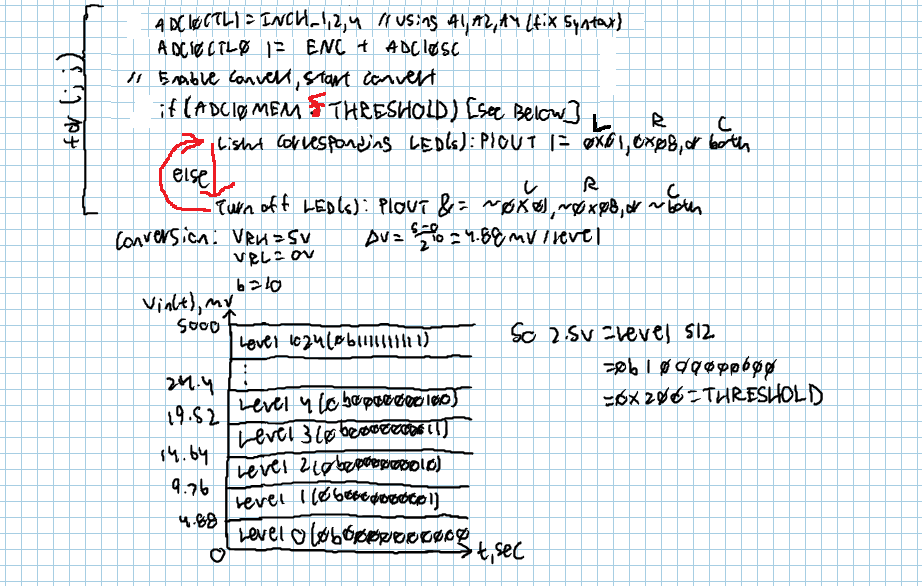 for(;;)
ADC10CTL1 = INCH_1,2,4 // using A1, A2, A4 (fix syntax)
ADC10CTL0 |= ENC + ADC10SC
// Enable convert, start convert
if (ADC10MEM THRESHOLD) [see Below]
L R C
Light corresponding LED(s): P1OUT |= 0x01, 0x08, or both
else
L R C
Turn off LED(s): P1OUT &= ~0x01, ~0x08, or ~both
Conversion: VRH = 5V ΔV = 5-0/2^10 = 4.88 mV/level
VRL = 0V
b = 10
Vin(t), mV
5000
Level 1024 (0b1111111111)
⋮
24.4
Level 4 (0b0000000100)
19.52
Level 3 (0b0000000011)
14.64
Level 2 (0b0000000010)
9.76
Level 1 (0b0000000001)
4.88
Level 0 (0b0000000000
0
t, sec
So 2.5V = Level 512
= 0b1000000000
= 0x200 = THRESHOLD